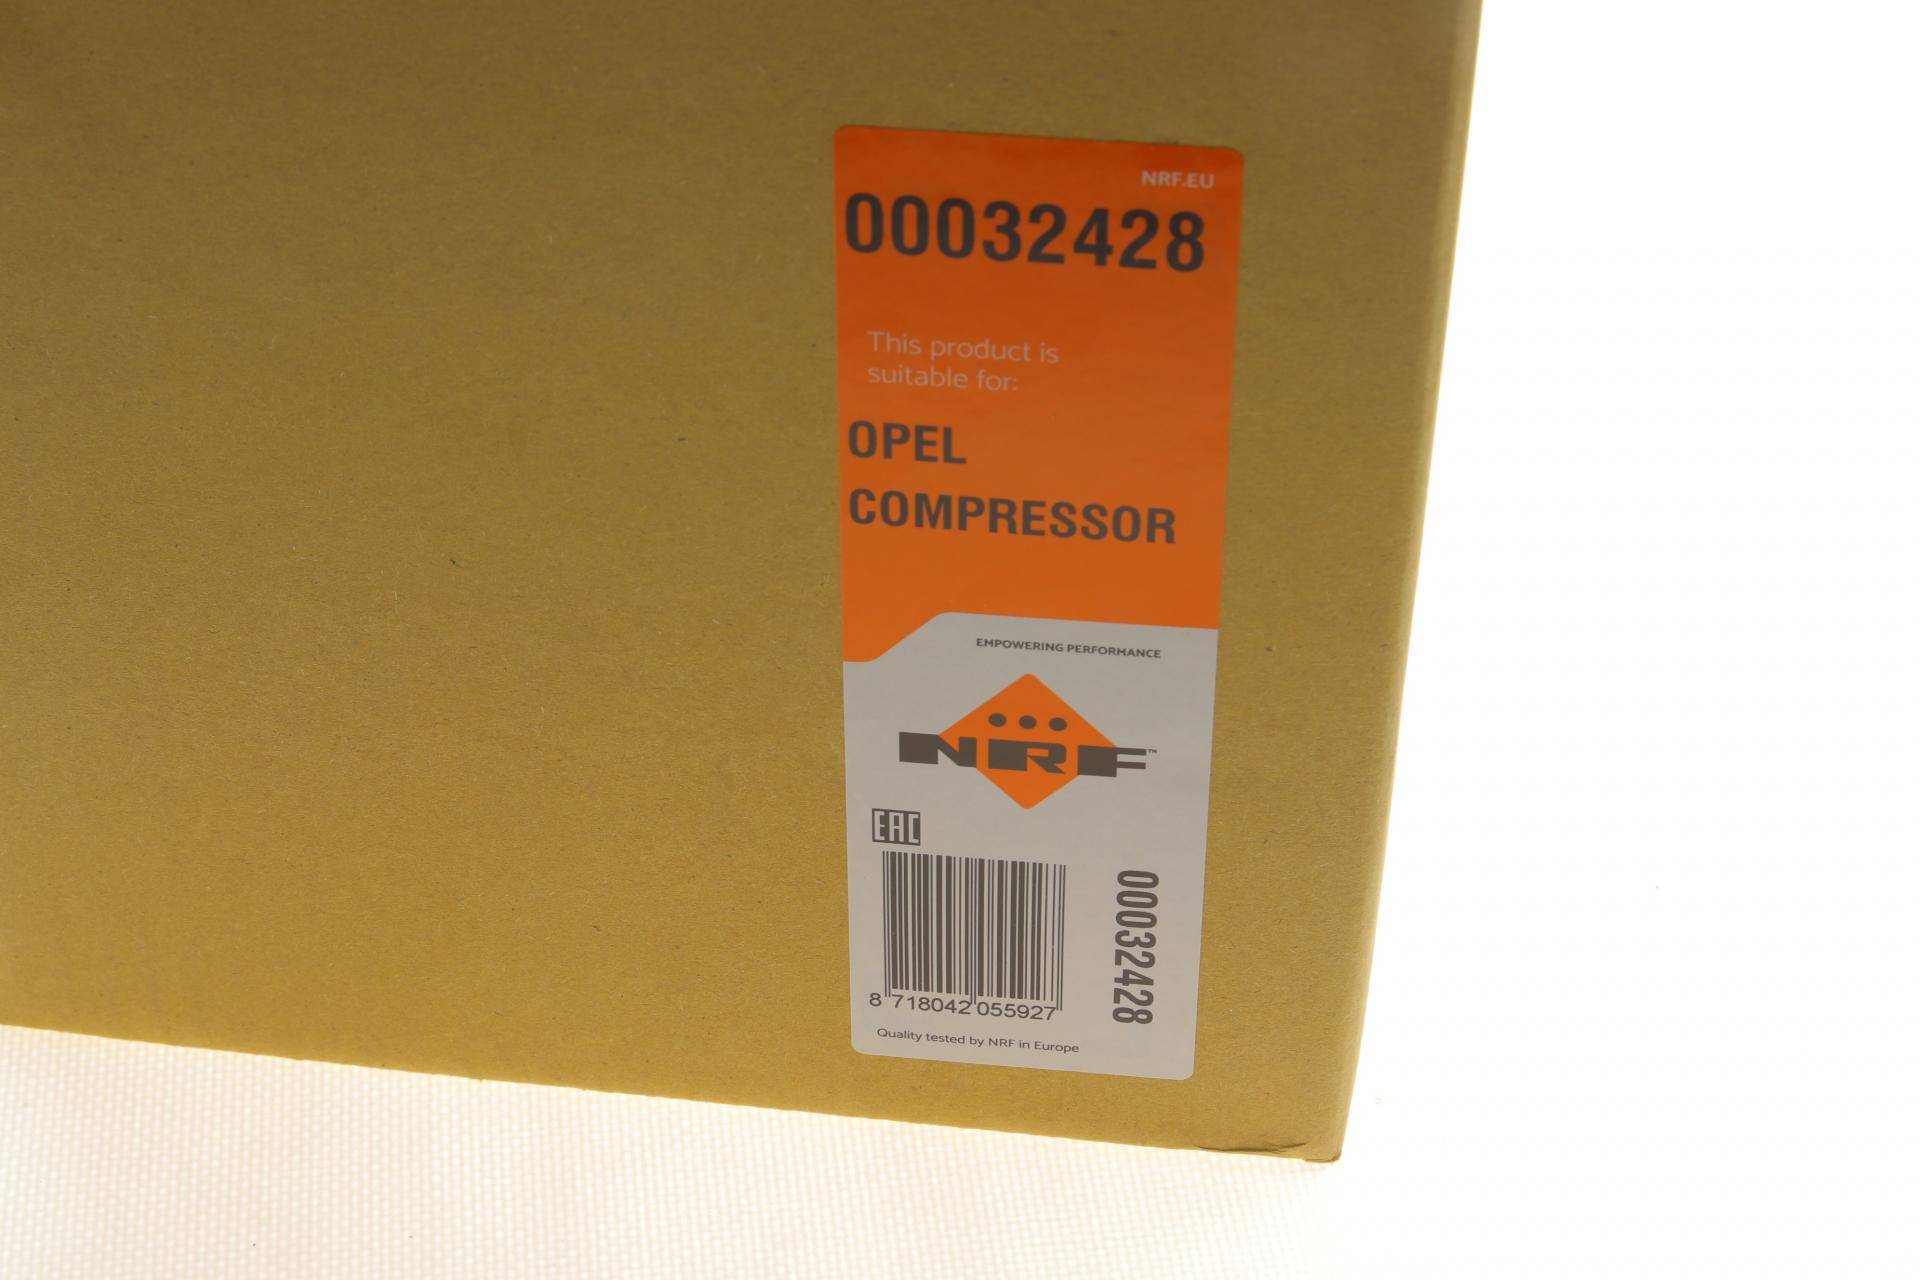 NRF.EU
00032428
This product is
suitable for:
OPEL
COMPRESSOR
EMPOWERING PERFORMANCE
NRF™
EAC
00032428
8 718042 055927
Quality tested by NRF in Europe